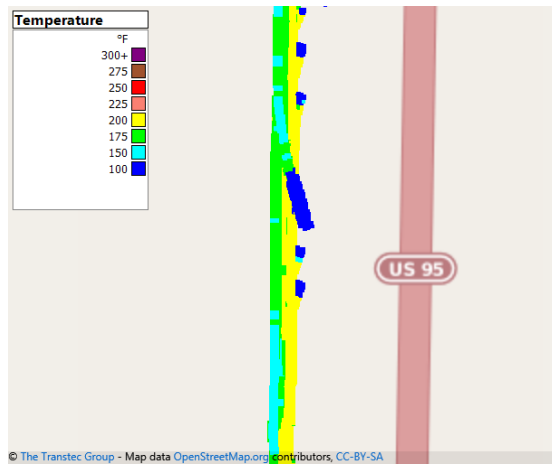 Temperature
°F
300+
275
250
225
200
175
150
100
US 95
© The Transtec Group - Map data OpenStreetMap.org contributors, CC-BY-SA